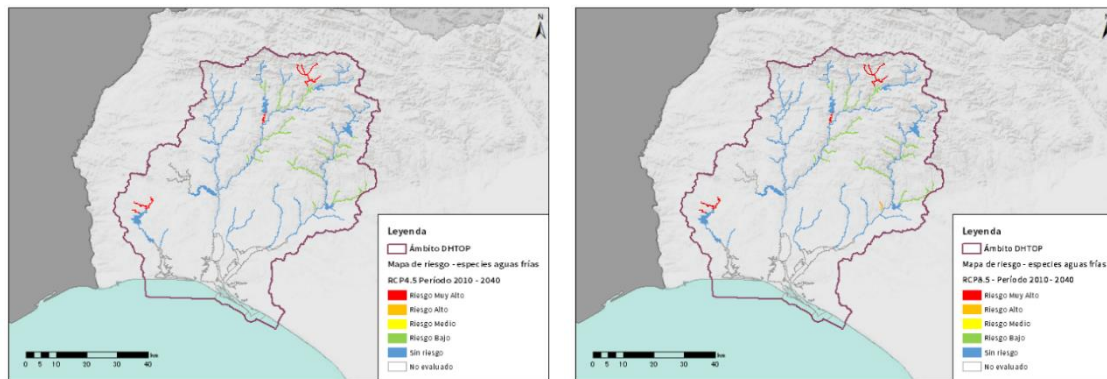 N
Leyenda
Ámbito DHTOP
Mapa de riesgo - especies aguas frías
RCP4.5 Período 2010 - 2040
Riesgo Muy Alto
Riesgo Alto
Riesgo Medio
Riesgo Bajo
Sin riesgo
No evaluado
0 5 10 20 30 40 km
N
Leyenda
Ámbito DHTOP
Mapa de riesgo - especies aguas frías
RCP8.5 - Período 2010 - 2040
Riesgo Muy Alto
Riesgo Alto
Riesgo Medio
Riesgo Bajo
Sin riesgo
No evaluado
0 5 10 20 30 40 km